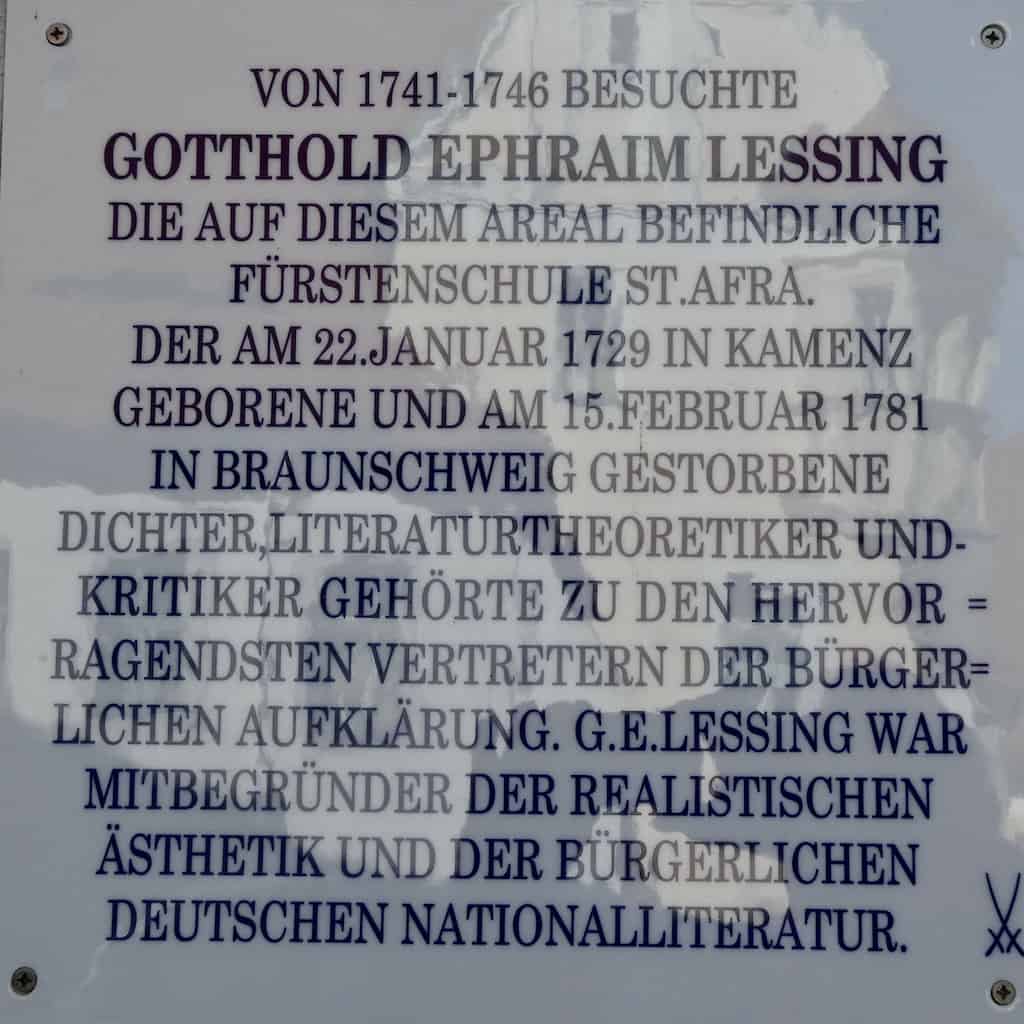 VON 1741-1746 BESUCHTE
GOTTHOLD EPHRAIM LESSING
DIE AUF DIESEM AREAL BEFINDLICHE
FÜRSTENSCHULE ST.AFRA.
DER AM 22.JANUAR 1729 IN KAMENZ
GEBORENE UND AM 15.FEBRUAR 1781
IN BRAUNSCHWEIG GESTORBENE
DICHTER,LITERATURTHEORETIKER UND-
KRITIKER GEHÖRTE ZU DEN HERVOR =
RAGENDSTEN VERTRETERN DER BÜRGER=
LICHEN AUFKLÄRUNG. G.E.LESSING WAR
MITBEGRÜNDER DER REALISTISCHEN
ÄSTHETIK UND DER BÜRGERLICHEN
DEUTSCHEN NATIONALLITERATUR.